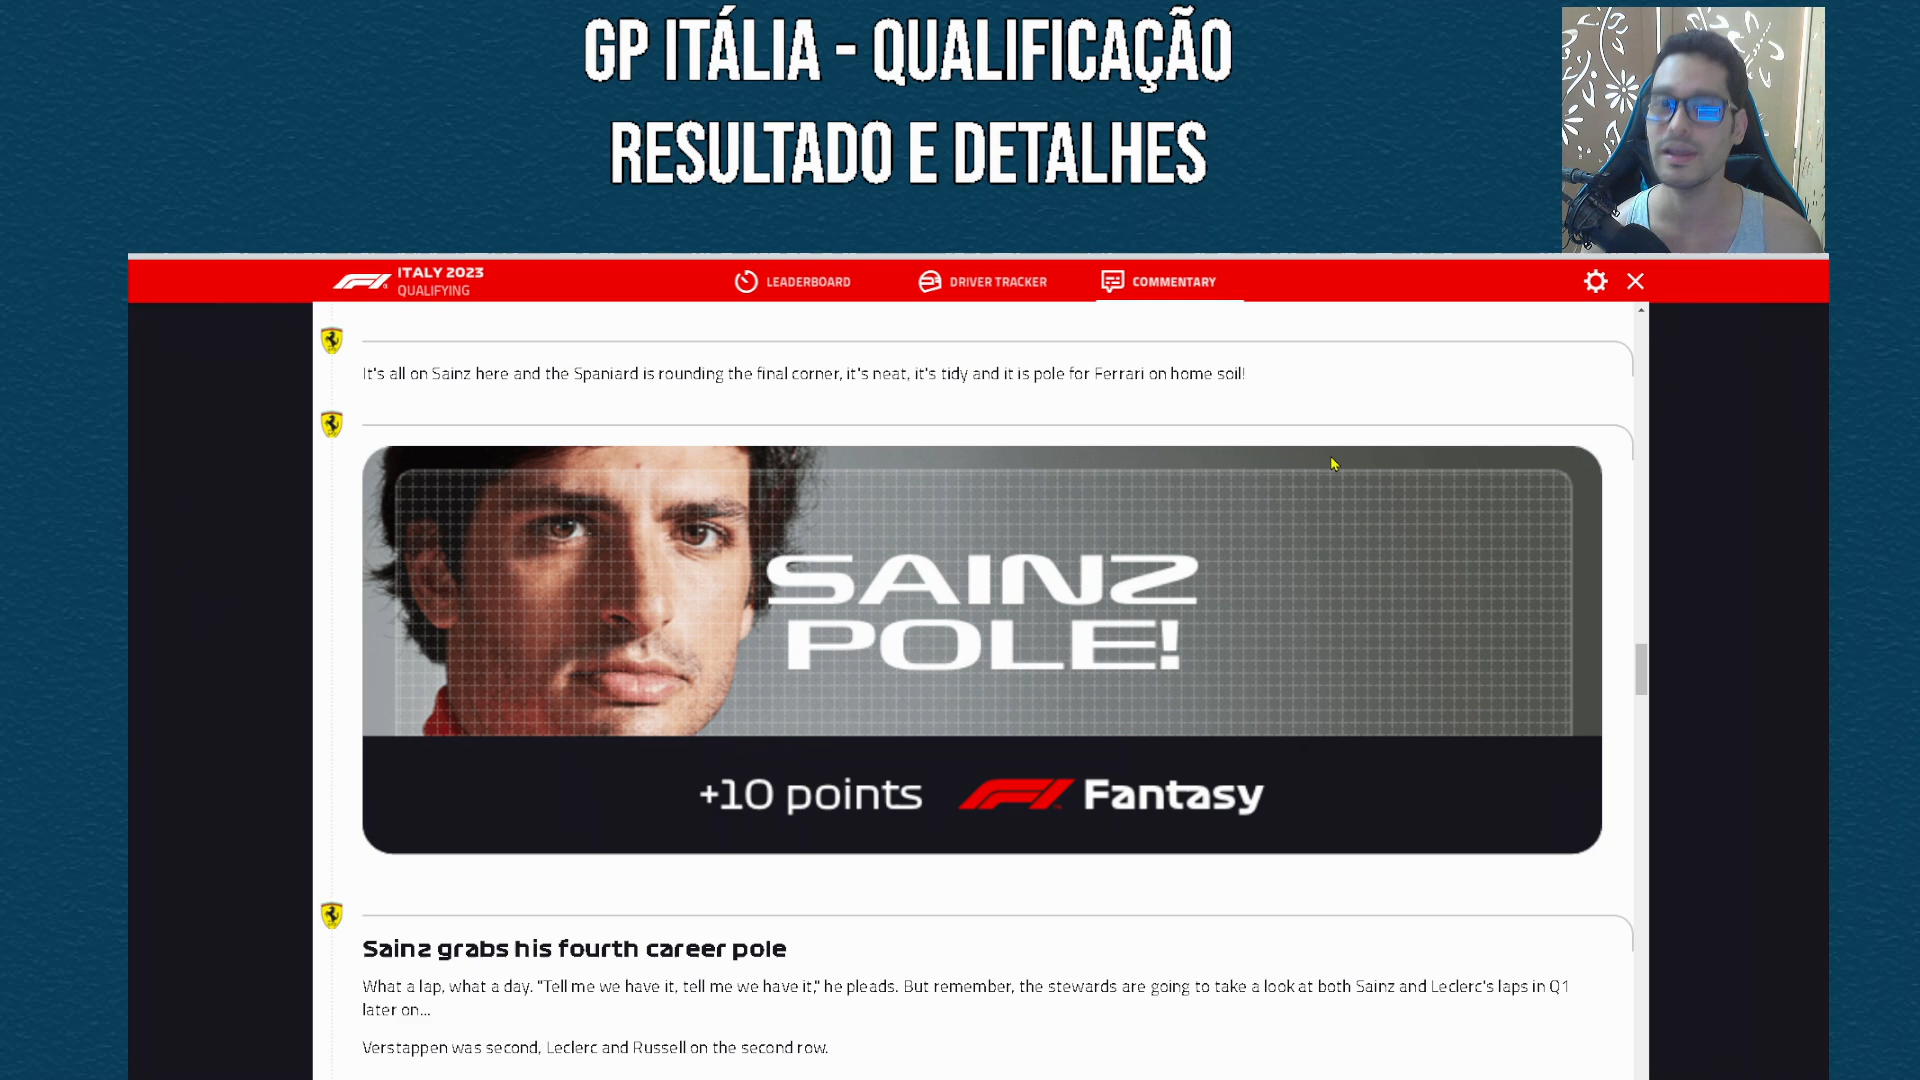 GP ITÁLIA - QUALIFICAÇÃO
RESULTADO E DETALHES
F1 ITALY 2023
QUALIFYING
LEADERBOARD
DRIVER TRACKER
COMMENTARY
It's all on Sainz here and the Spaniard is rounding the final corner, it's neat, it's tidy and it is pole for Ferrari on home soil!
SAINZ
POLE!
+10 points F1 Fantasy
Sainz grabs his fourth career pole
What a lap, what a day. "Tell me we have it, tell me we have it," he pleads. But remember, the stewards are going to take a look at both Sainz and Leclerc's laps in Q1
later on...
Verstappen was second, Leclerc and Russell on the second row.